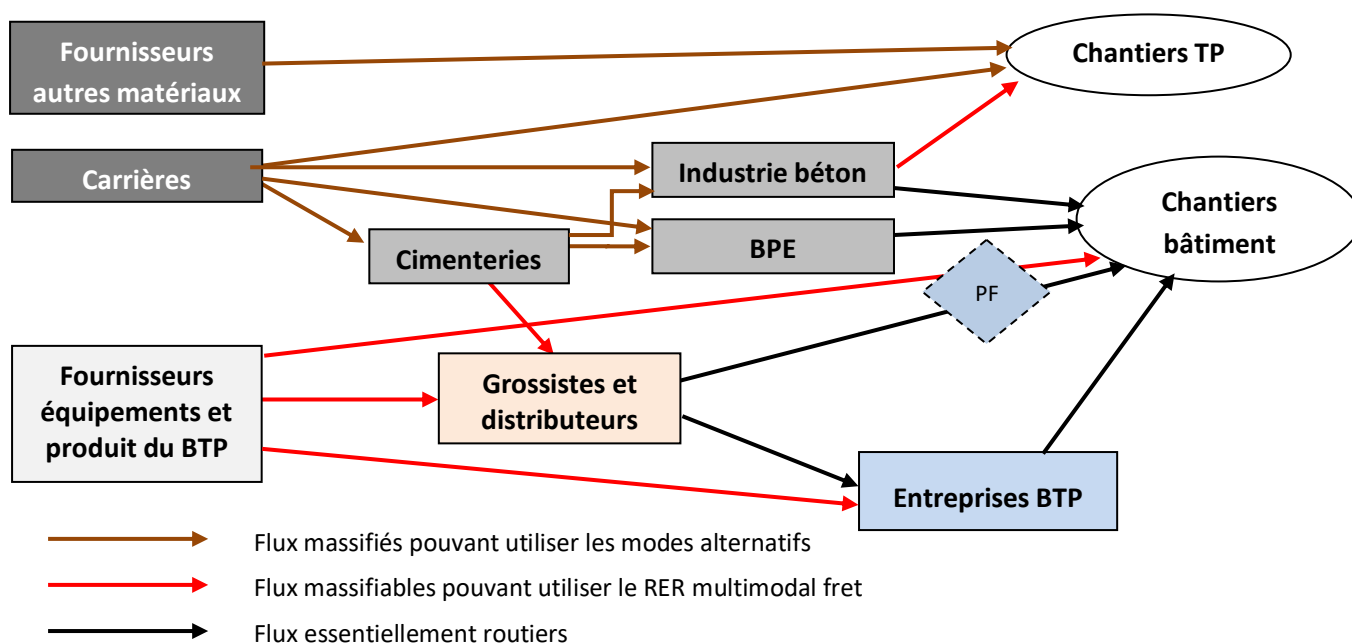 Fournisseurs
autres matériaux
Chantiers TP
Carrières
Industrie béton
Chantiers
bâtiment
Cimenteries
BPE
PF
Fournisseurs
équipements et
produit du BTP
Grossistes et
distributeurs
Entreprises BTP
Flux massifiés pouvant utiliser les modes alternatifs
Flux massifiables pouvant utiliser le RER multimodal fret
Flux essentiellement routiers